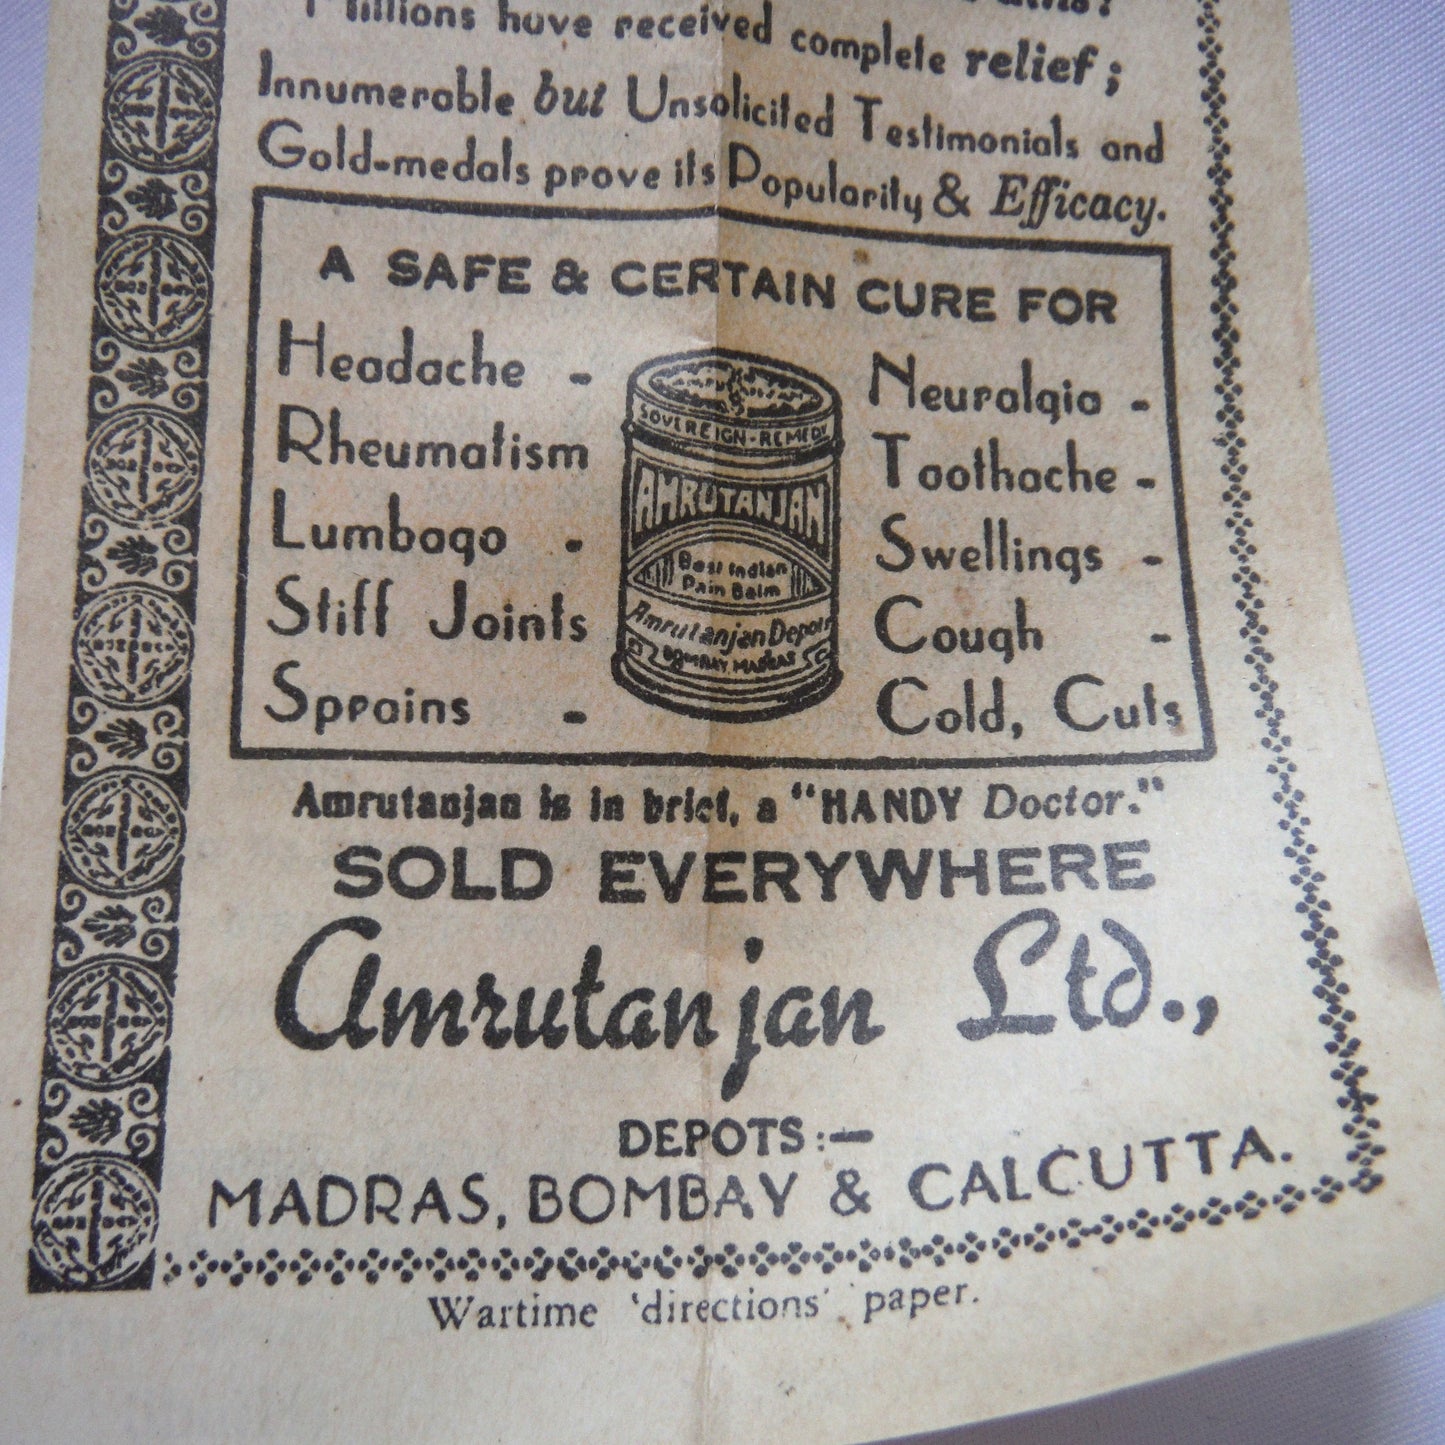 Millions have received complete relief;
Innumerable but Unsolicited Testimonials and
Gold-medals prove its Popularity & Efficacy.
A SAFE & CERTAIN CURE FOR
Headache -
Rheumatism
Lumbago -
Stiff Joints
Sprains -
SOVEREIGN-REMEDY
AMRUTANJAN
Best Indian
Pain Balm
Amrutanjan Depot
BOMBAY, MADRAS
Neuralgia -
Toothache -
Swellings -
Cough -
Cold, Cuts
Amrutanjan is in brief, a "HANDY Doctor."
SOLD EVERYWHERE
Amrutanjan Ltd.,
DEPOTS :—
MADRAS, BOMBAY & CALCUTTA.
Wartime 'directions' paper.